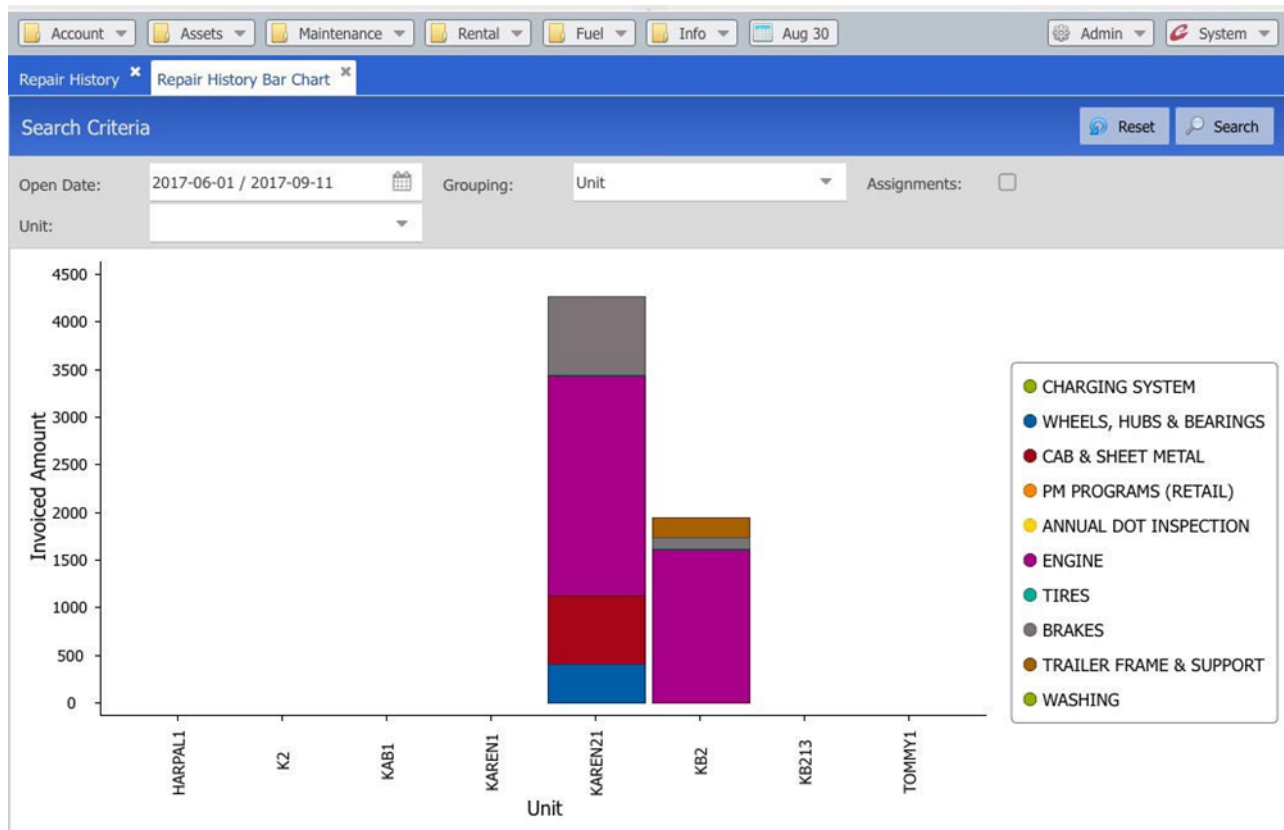 Account Assets Maintenance Rental Fuel Info Aug 30 Admin System
Repair History Repair History Bar Chart
Search Criteria Reset Search
Open Date: 2017-06-01 / 2017-09-11 Grouping: Unit Assignments:
Unit:
4500
4000
3500
3000
2500
2000
1500
1000
500
0
Invoiced Amount
HARPAL1
K2
KAB1
KAREN1
KAREN21
KB2
KB213
TOMMY1
Unit
CHARGING SYSTEM
WHEELS, HUBS & BEARINGS
CAB & SHEET METAL
PM PROGRAMS (RETAIL)
ANNUAL DOT INSPECTION
ENGINE
TIRES
BRAKES
TRAILER FRAME & SUPPORT
WASHING